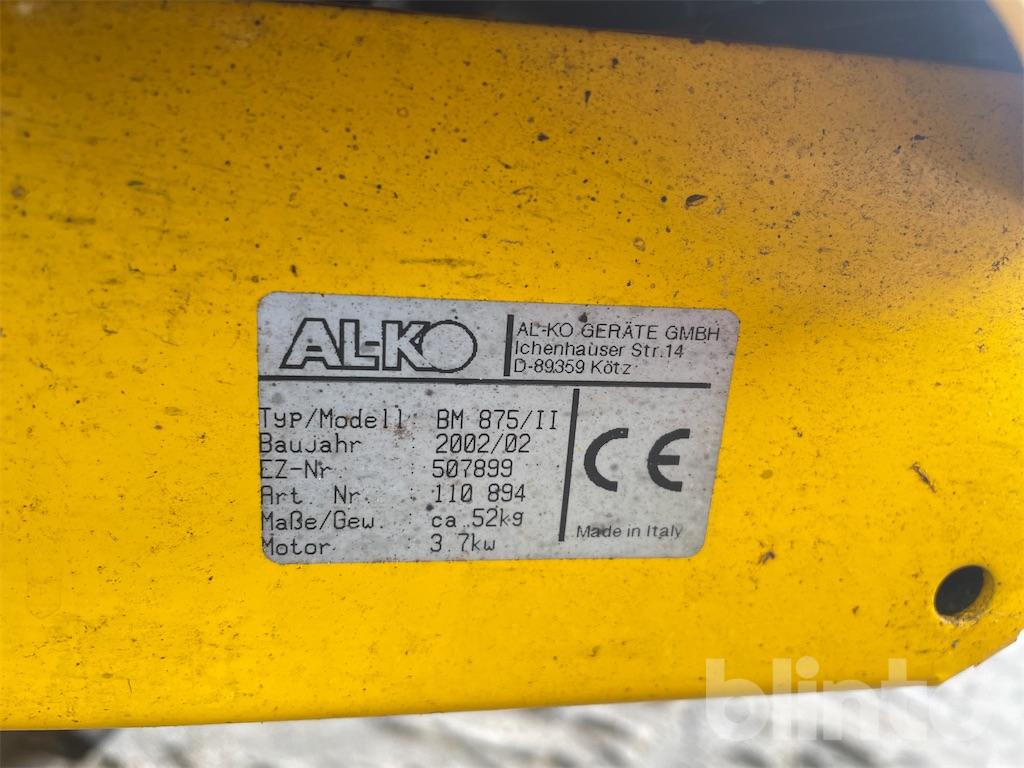 AL-KO
AL-KO GERÄTE GMBH
Ichenhauser Str.14
D-89359 Kötz
Typ/Modell : BM 875/II
Baujahr : 2002/02
EZ-Nr : 507899
Art. Nr. : 110 894
Maße/Gew. : ca.52kg
Motor : 3.7kw
CE
Made in Italy
blinto